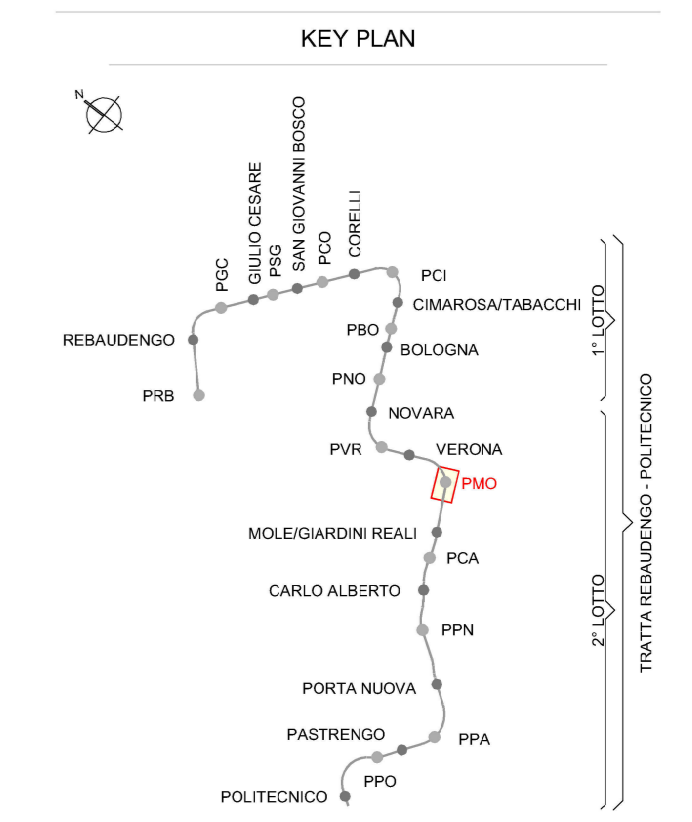 KEY PLAN
N
PGC
GIULIO CESARE
PSG
SAN GIOVANNI BOSCO
PCO
CORELLI
PCI
CIMAROSA/TABACCHI
REBAUDENGO
PBO
BOLOGNA
PRB
PNO
NOVARA
PVR
VERONA
PMO
MOLE/GIARDINI REALI
PCA
CARLO ALBERTO
PPN
PORTA NUOVA
PASTRENGO
PPA
PPO
POLITECNICO
1° LOTTO
2° LOTTO
TRATTA REBAUDENGO - POLITECNICO